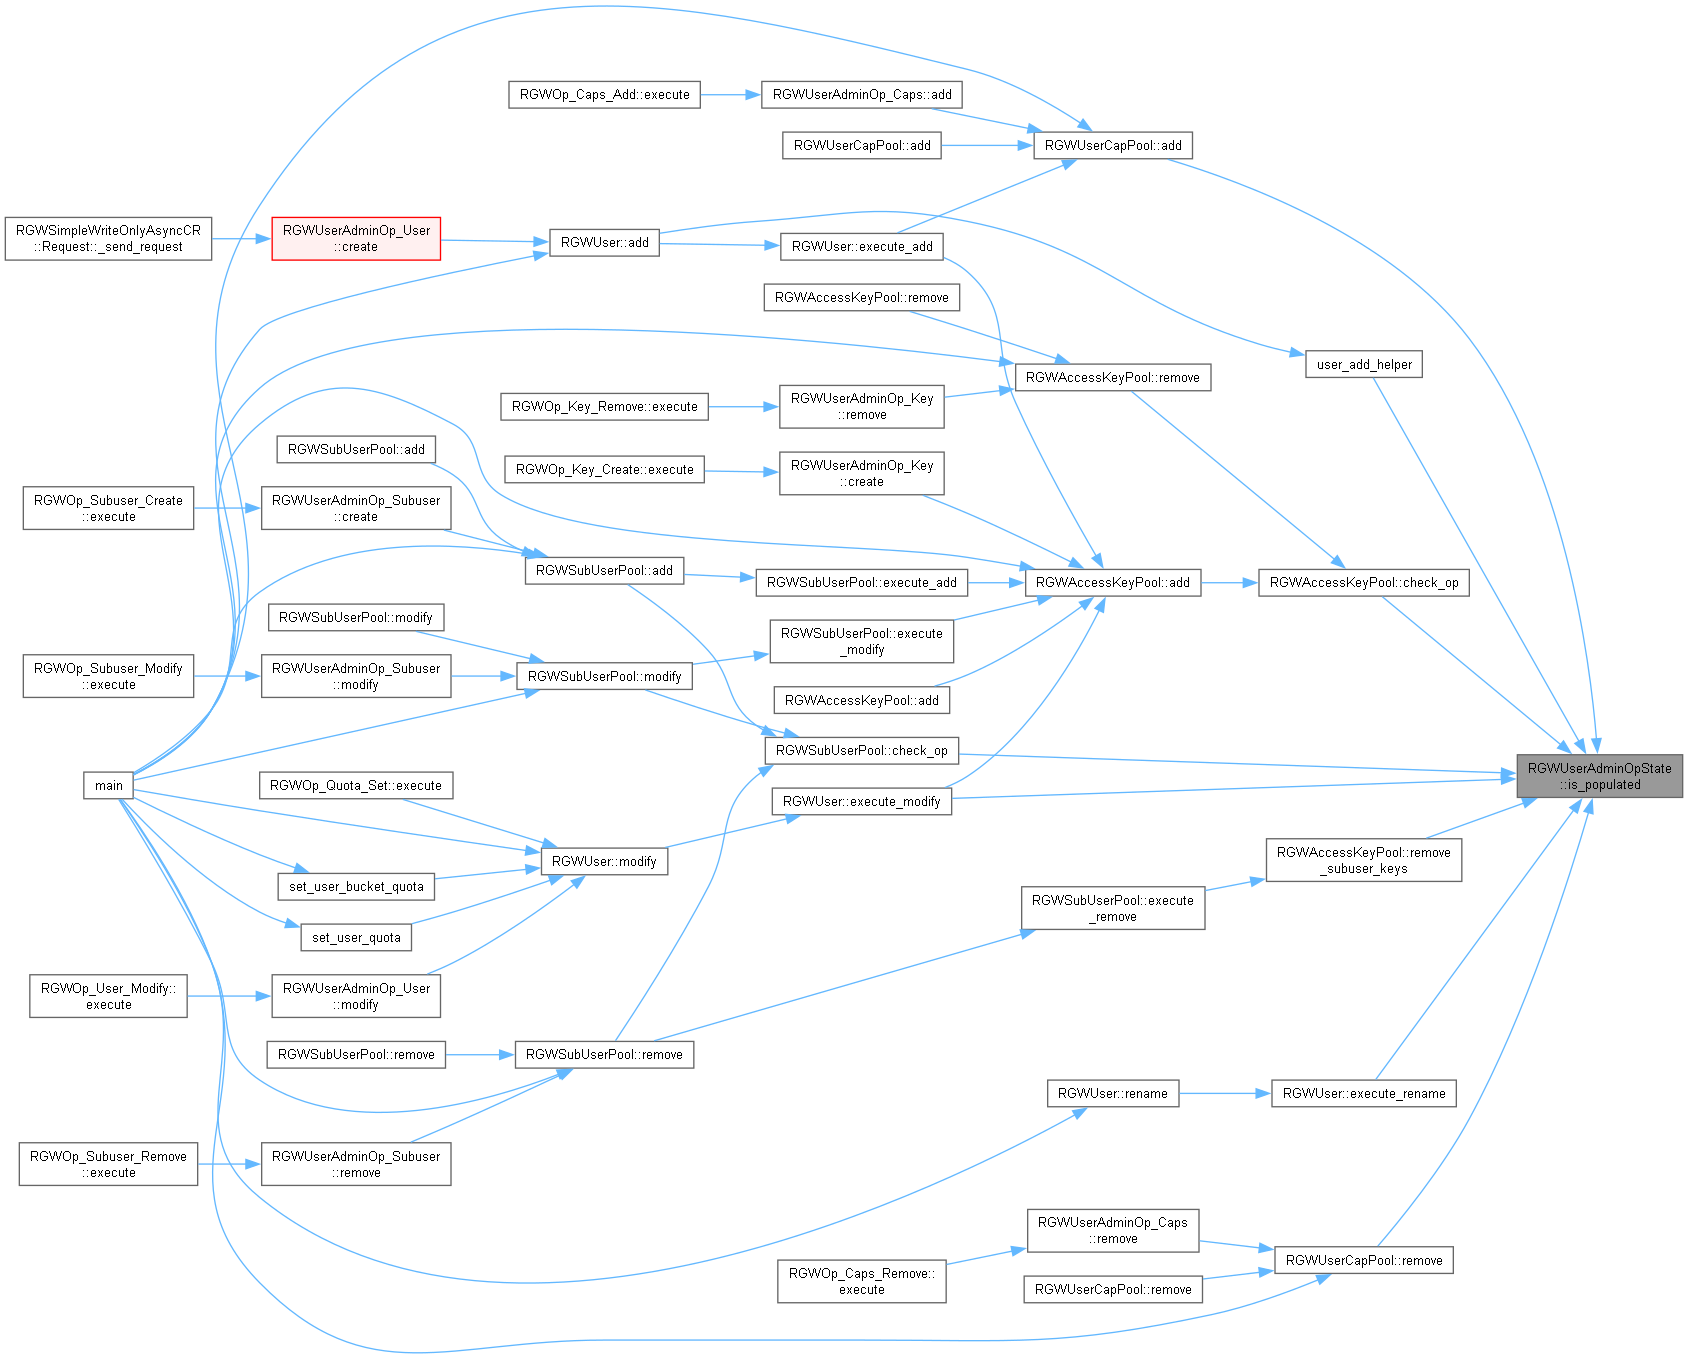 RGWOp_Caps_Add::execute
RGWUserAdminOp_Caps::add
RGWUserCapPool::add
RGWUserCapPool::add
RGWSimpleWriteOnlyAsyncCR
::Request::_send_request
RGWUserAdminOp_User
::create
RGWUser::add
RGWUser::execute_add
RGWAccessKeyPool::remove
user_add_helper
RGWAccessKeyPool::remove
RGWOp_Key_Remove::execute
RGWUserAdminOp_Key
::remove
RGWSubUserPool::add
RGWOp_Key_Create::execute
RGWUserAdminOp_Key
::create
RGWOp_Subuser_Create
::execute
RGWUserAdminOp_Subuser
::create
RGWSubUserPool::add
RGWSubUserPool::execute_add
RGWAccessKeyPool::add
RGWAccessKeyPool::check_op
RGWSubUserPool::modify
RGWSubUserPool::execute
_modify
RGWOp_Subuser_Modify
::execute
RGWUserAdminOp_Subuser
::modify
RGWSubUserPool::modify
RGWAccessKeyPool::add
RGWSubUserPool::check_op
RGWUserAdminOpState
::is_populated
main
RGWOp_Quota_Set::execute
RGWUser::execute_modify
RGWUser::modify
RGWAccessKeyPool::remove
_subuser_keys
set_user_bucket_quota
RGWSubUserPool::execute
_remove
set_user_quota
RGWOp_User_Modify::
execute
RGWUserAdminOp_User
::modify
RGWSubUserPool::remove
RGWSubUserPool::remove
RGWUser::rename
RGWUser::execute_rename
RGWOp_Subuser_Remove
::execute
RGWUserAdminOp_Subuser
::remove
RGWUserAdminOp_Caps
::remove
RGWUserCapPool::remove
RGWOp_Caps_Remove::
execute
RGWUserCapPool::remove